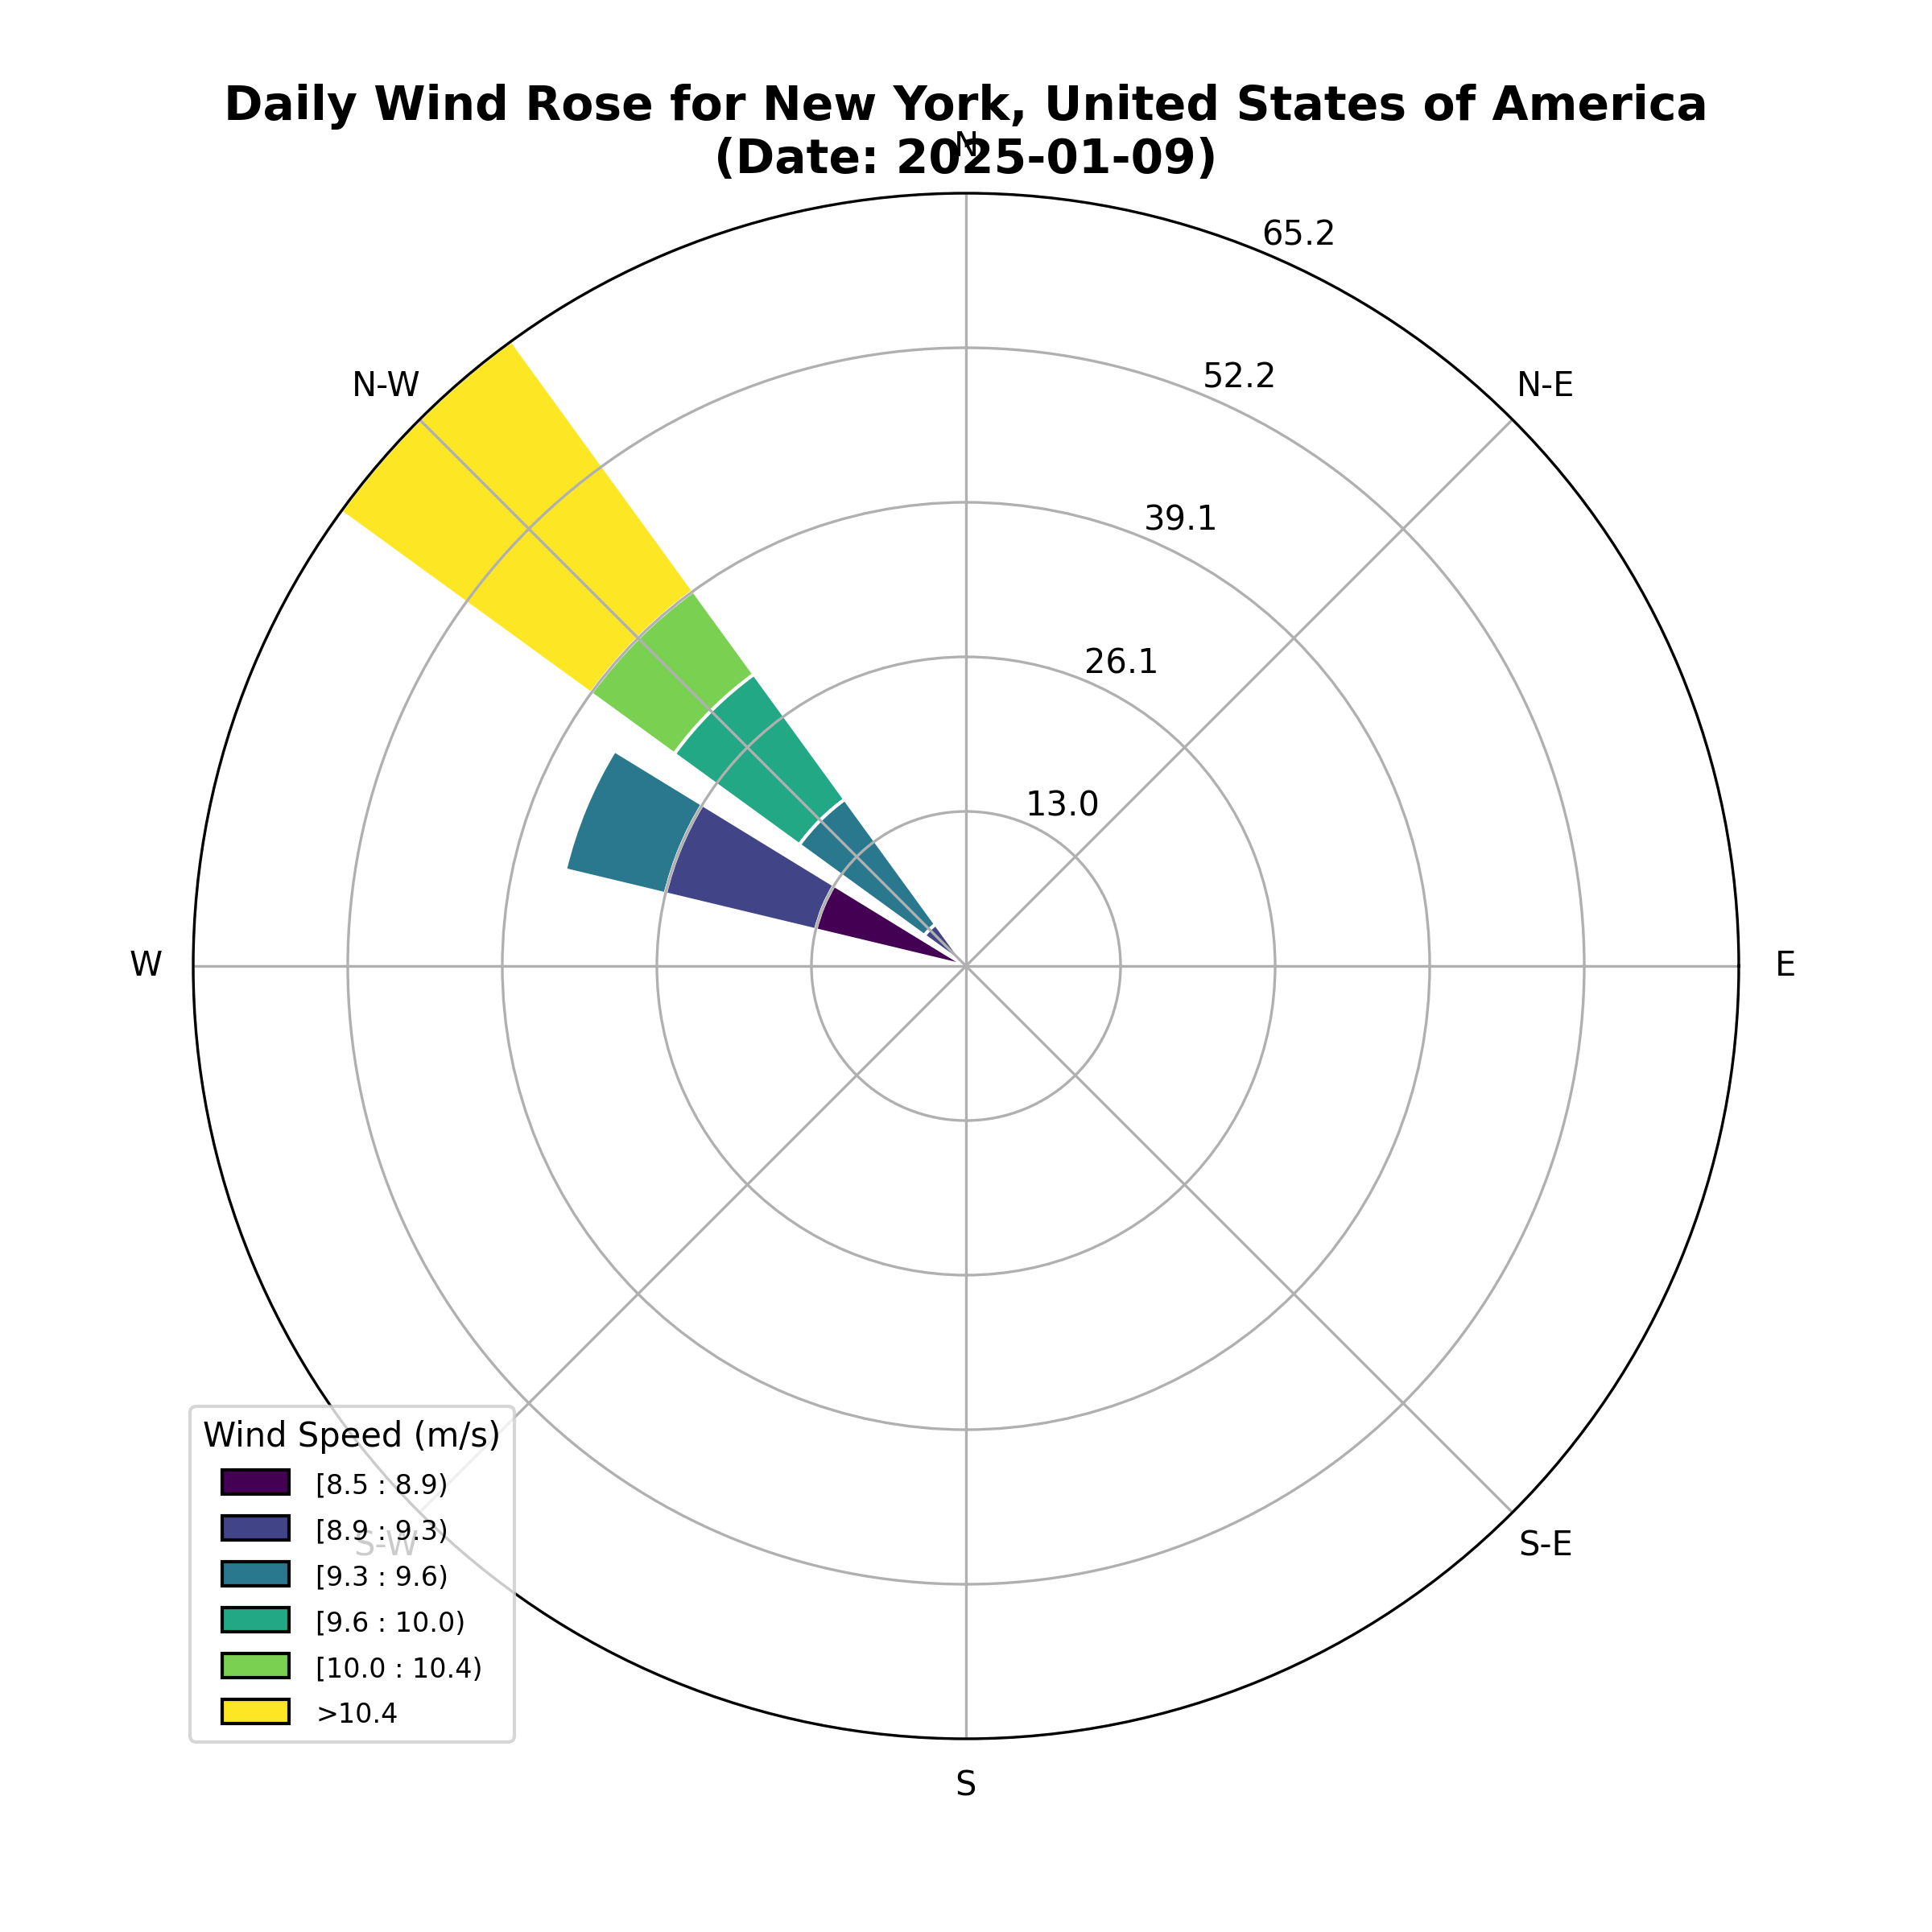 Daily Wind Rose for New York, United States of America
(Date: 2025-01-09)
N
65.2
52.2
N-W
N-E
39.1
26.1
13.0
W
E
Wind Speed (m/s)
[8.5 : 8.9)
[8.9 : 9.3)
S-W
S-E
[9.3 : 9.6)
[9.6 : 10.0)
[10.0 : 10.4)
>10.4
S